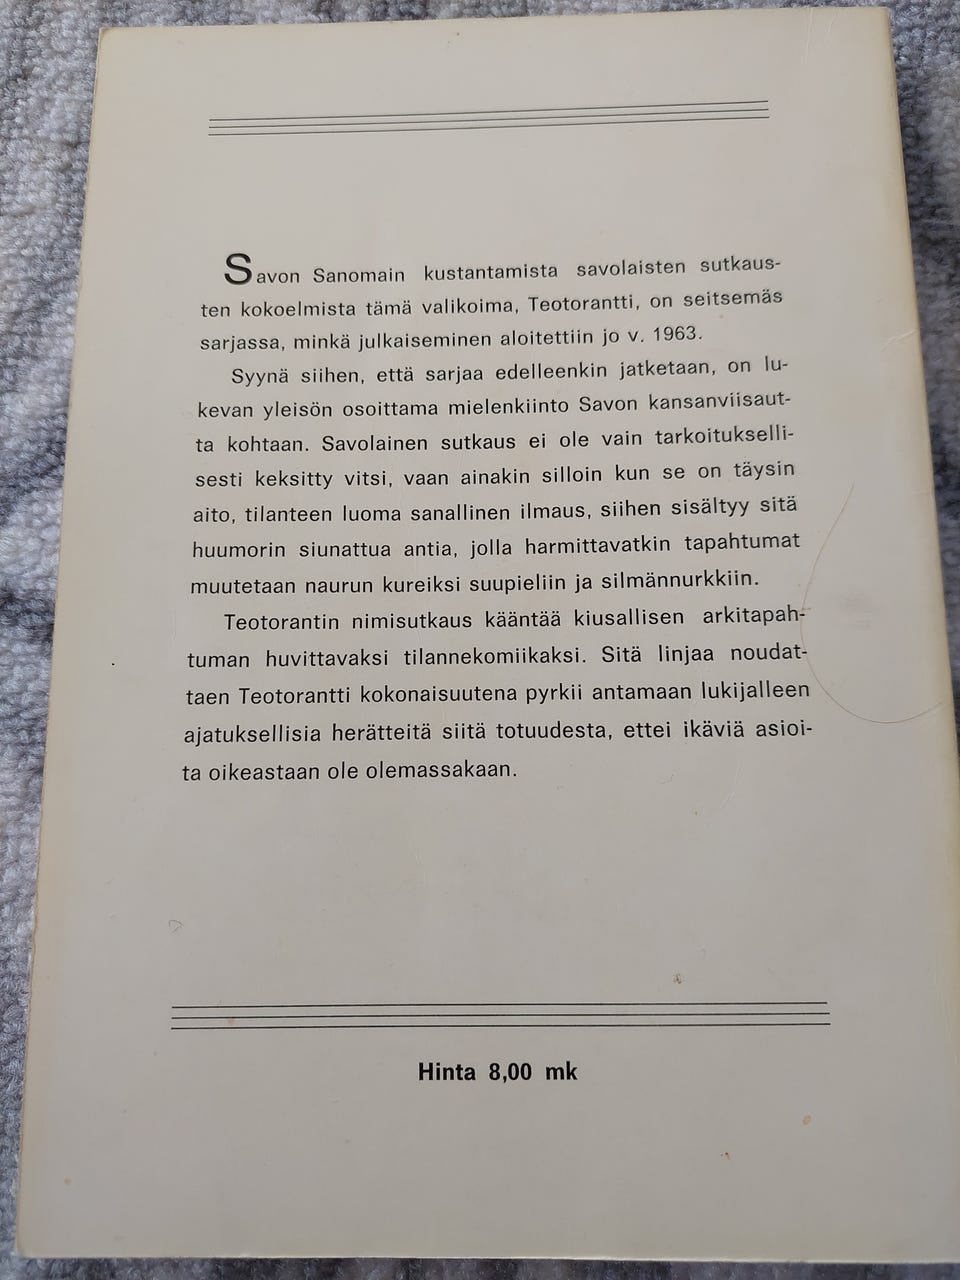 Savon Sanomain kustantamista savolaisten sutkaus-
ten kokoelmista tämä valikoima, Teotorantti, on seitsemäs
sarjassa, minkä julkaiseminen aloitettiin jo v. 1963.
Syynä siihen, että sarjaa edelleenkin jatketaan, on lu-
kevan yleisön osoittama mielenkiinto Savon kansanviisaut-
ta kohtaan. Savolainen sutkaus ei ole vain tarkoitukselli-
sesti keksitty vitsi, vaan ainakin silloin kun se on täysin
aito, tilanteen luoma sanallinen ilmaus, siihen sisältyy sitä
huumorin siunattua antia, jolla harmittavatkin tapahtumat
muutetaan naurun kureiksi suupieliin ja silmännurkkiin.
Teotorantin nimisutkaus kääntää kiusallisen arkitapah-
tuman huvittavaksi tilannekomiikaksi. Sitä linjaa noudat-
taen Teotorantti kokonaisuutena pyrkii antamaan lukijalleen
ajatuksellisia herätteitä siitä totuudesta, ettei ikäviä asioi-
ta oikeastaan ole olemassakaan.
Hinta 8,00 mk